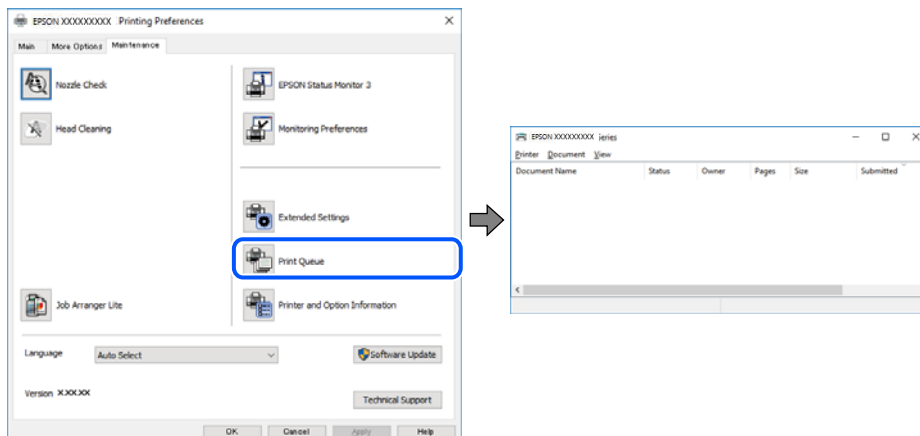 EPSON XXXXXXXXX Printing Preferences
Main More Options Maintenance
Nozzle Check
Head Cleaning
Job Arranger Lite
EPSON Status Monitor 3
Monitoring Preferences
Extended Settings
Print Queue
Printer and Option Information
Language Auto Select Software Update
Version X.XX.XX
Technical Support
OK Cancel Apply Help
EPSON XXXXXXXXX ieries
Printer Document View
Document Name Status Owner Pages Size Submitted